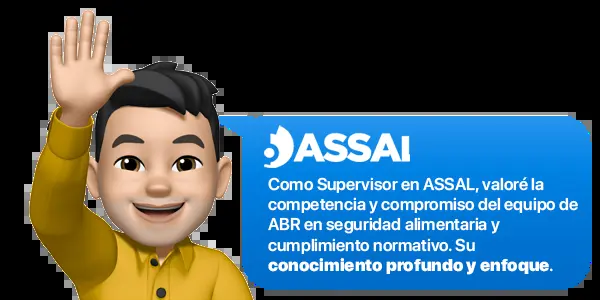 ASSAl
Como Supervisor en ASSAL, valoré la
competencia y compromiso del equipo de
ABR en seguridad alimentaria y
cumplimiento normativo. Su
conocimiento profundo y enfoque.